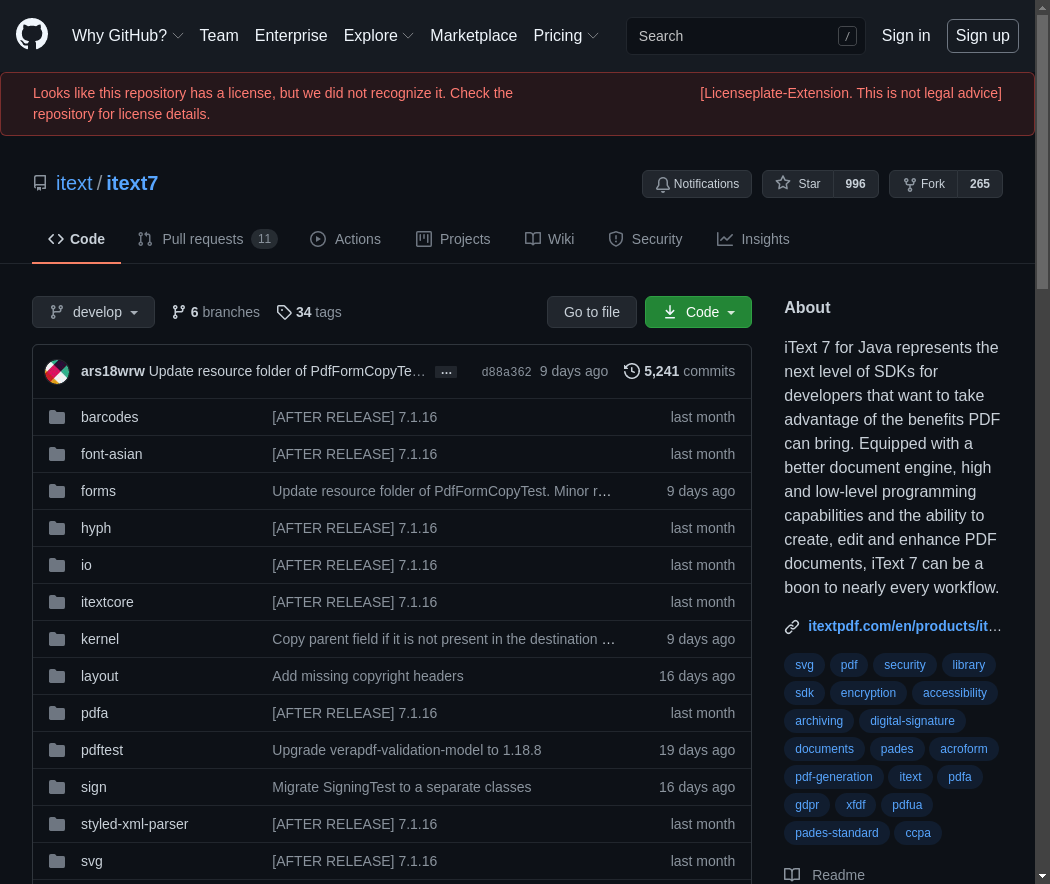 Why GitHub? Team Enterprise Explore Marketplace Pricing Search / Sign in Sign up
Looks like this repository has a license, but we did not recognize it. Check the repository for license details.
[Licenseplate-Extension. This is not legal advice]
itext / itext7
Notifications Star 996 Fork 265
Code Pull requests 11 Actions Projects Wiki Security Insights
develop 6 branches 34 tags Go to file Code
ars18wrw Update resource folder of PdfFormCopyTe… … d88a362 9 days ago 5,241 commits
barcodes [AFTER RELEASE] 7.1.16 last month
font-asian [AFTER RELEASE] 7.1.16 last month
forms Update resource folder of PdfFormCopyTest. Minor r… 9 days ago
hyph [AFTER RELEASE] 7.1.16 last month
io [AFTER RELEASE] 7.1.16 last month
itextcore [AFTER RELEASE] 7.1.16 last month
kernel Copy parent field if it is not present in the destination … 9 days ago
layout Add missing copyright headers 16 days ago
pdfa [AFTER RELEASE] 7.1.16 last month
pdftest Upgrade verapdf-validation-model to 1.18.8 19 days ago
sign Migrate SigningTest to a separate classes 16 days ago
styled-xml-parser [AFTER RELEASE] 7.1.16 last month
svg [AFTER RELEASE] 7.1.16 last month
About
iText 7 for Java represents the
next level of SDKs for
developers that want to take
advantage of the benefits PDF
can bring. Equipped with a
better document engine, high
and low-level programming
capabilities and the ability to
create, edit and enhance PDF
documents, iText 7 can be a
boon to nearly every workflow.
itextpdf.com/en/products/it…
svg pdf security library
sdk encryption accessibility
archiving digital-signature
documents pades acroform
pdf-generation itext pdfa
gdpr xfdf pdfua
pades-standard ccpa
Readme